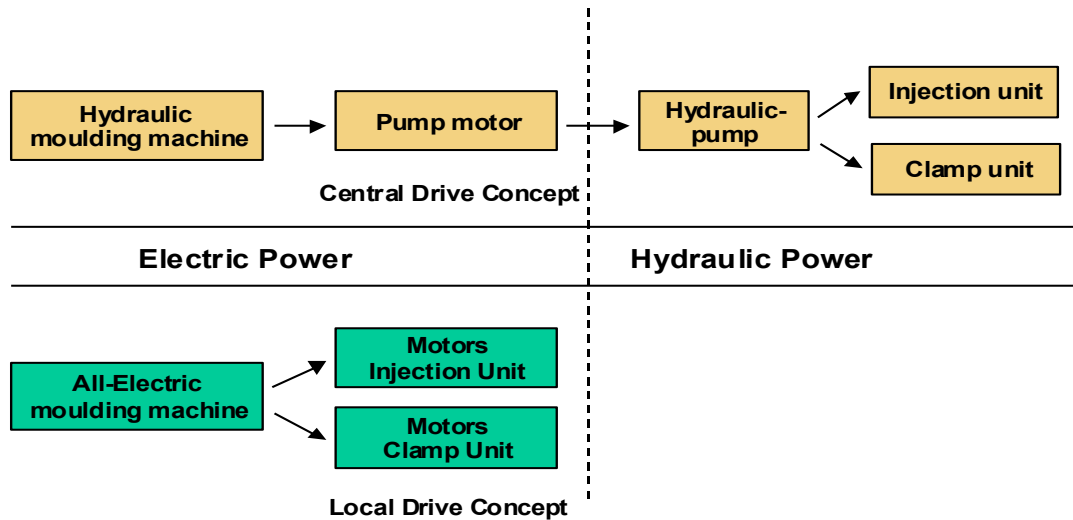 Hydraulic
moulding machine
Pump motor
Hydraulic-
pump
Injection unit
Clamp unit
Central Drive Concept
Electric Power
Hydraulic Power
All-Electric
moulding machine
Motors
Injection Unit
Motors
Clamp Unit
Local Drive Concept